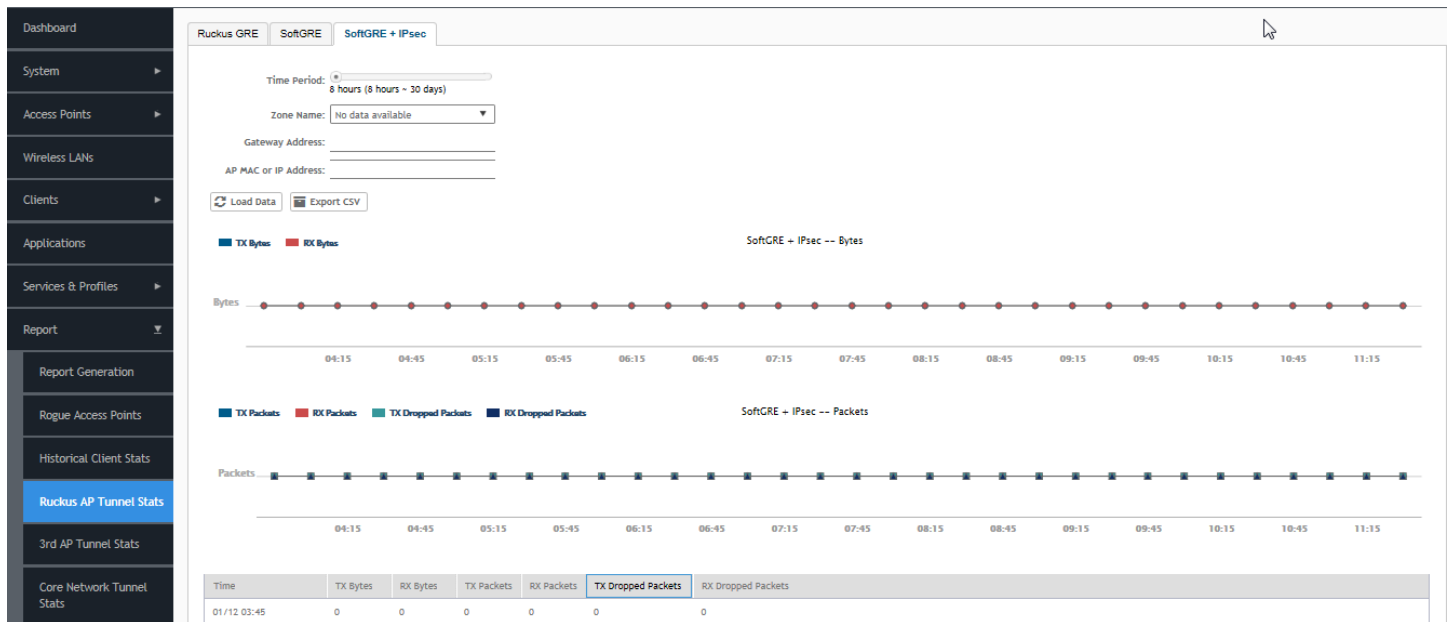 Dashboard
System
Access Points
Wireless LANs
Clients
Applications
Services & Profiles
Report
Report Generation
Rogue Access Points
Historical Client Stats
Ruckus AP Tunnel Stats
3rd AP Tunnel Stats
Core Network Tunnel
Stats
Ruckus GRE SoftGRE SoftGRE + IPsec
Time Period:
8 hours (8 hours ~ 30 days)
Zone Name: No data available
Gateway Address:
AP MAC or IP Address:
Load Data Export CSV
TX Bytes RX Bytes SoftGRE + IPsec -- Bytes
Bytes
04:15 04:45 05:15 05:45 06:15 06:45 07:15 07:45 08:15 08:45 09:15 09:45 10:15 10:45 11:15
TX Packets RX Packets TX Dropped Packets RX Dropped Packets SoftGRE + IPsec -- Packets
Packets
04:15 04:45 05:15 05:45 06:15 06:45 07:15 07:45 08:15 08:45 09:15 09:45 10:15 10:45 11:15
Time TX Bytes RX Bytes TX Packets RX Packets TX Dropped Packets RX Dropped Packets
01/12 03:45 0 0 0 0 0 0